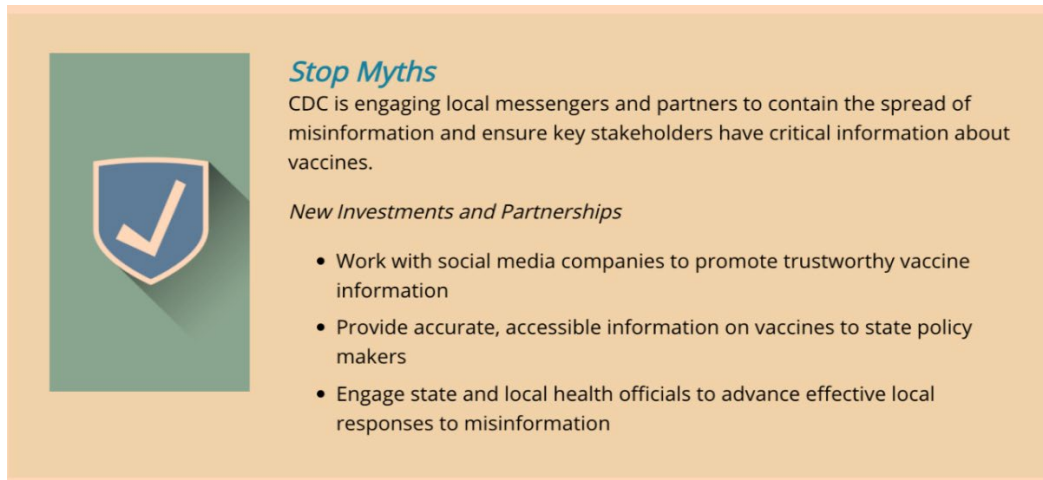 Stop Myths
CDC is engaging local messengers and partners to contain the spread of
misinformation and ensure key stakeholders have critical information about
vaccines.
New Investments and Partnerships
• Work with social media companies to promote trustworthy vaccine
information
• Provide accurate, accessible information on vaccines to state policy
makers
• Engage state and local health officials to advance effective local
responses to misinformation